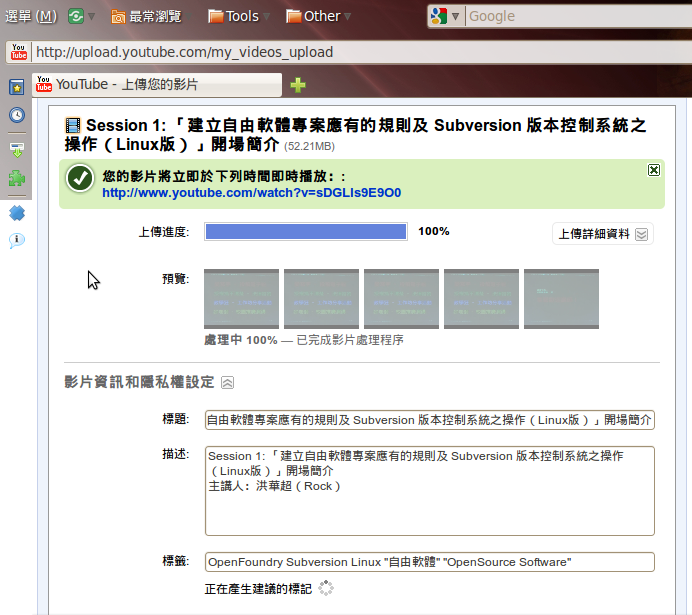 選單 (M) 最常瀏覽 Tools Other Google
You Tube http://upload.youtube.com/my_videos_upload
You Tube YouTube - 上傳您的影片
Session 1:「建立自由軟體專案應有的規則及 Subversion 版本控制系統之
操作（Linux版）」開場簡介 (52.21MB)
您的影片將立即於下列時間即時播放：:
http://www.youtube.com/watch?v=sDGLIs9E9O0
上傳進度: 100% 上傳詳細資料
預覽:
處理中 100% — 已完成影片處理程序
影片資訊和隱私權設定
標題: 自由軟體專案應有的規則及 Subversion 版本控制系統之操作（Linux版）」開場簡介
描述: Session 1:「建立自由軟體專案應有的規則及 Subversion 版本控制系統之操作
（Linux版）」開場簡介
主講人：洪華超（Rock）
標籤: OpenFoundry Subversion Linux "自由軟體" "OpenSource Software"
正在產生建議的標記